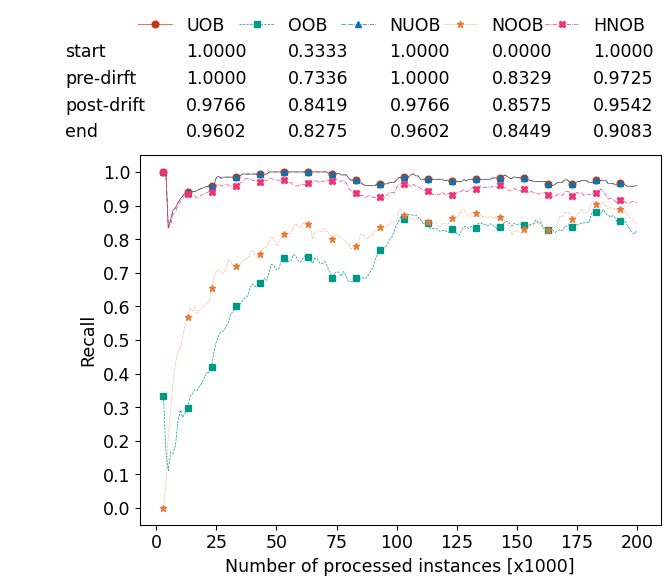 UOB OOB NUOB NOOB HNOB
start 1.0000 0.3333 1.0000 0.0000 1.0000
pre-dirft 1.0000 0.7336 1.0000 0.8329 0.9725
post-drift 0.9766 0.8419 0.9766 0.8575 0.9542
end 0.9602 0.8275 0.9602 0.8449 0.9083
1.0
0.9
0.8
0.7
0.6
0.5
0.4
0.3
0.2
0.1
0.0
Recall
0 25 50 75 100 125 150 175 200
Number of processed instances [x1000]